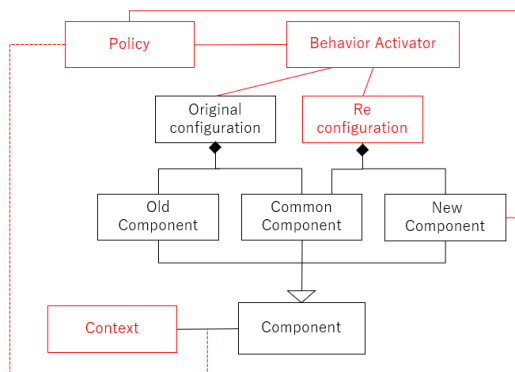 Policy
Behavior Activator
Original
configuration
Re
configuration
Old
Component
Common
Component
New
Component
Context
Component